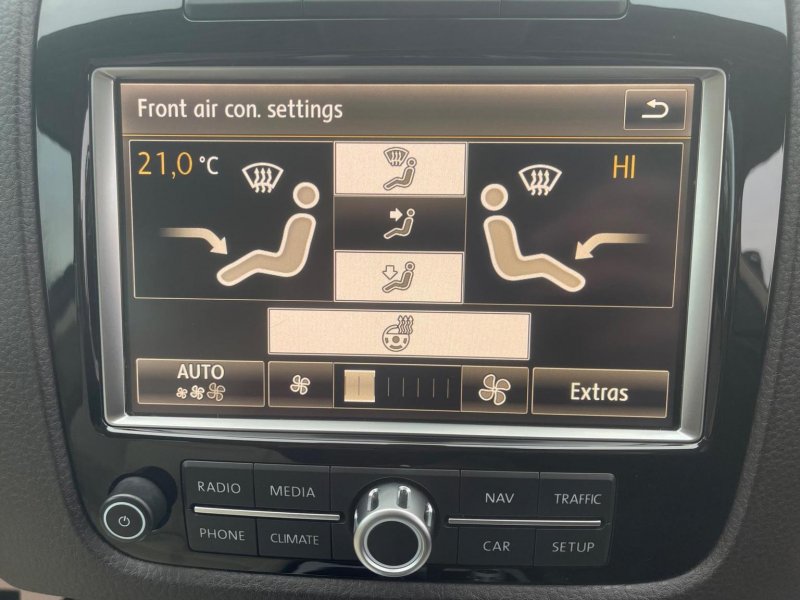 Front air con. settings
21,0 °C
HI
AUTO
Extras
RADIO
MEDIA
NAV
TRAFFIC
PHONE
CLIMATE
CAR
SETUP